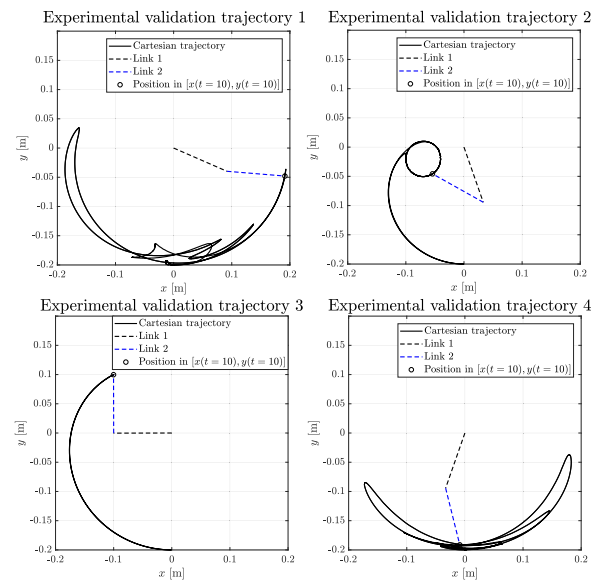 Experimental validation trajectory 1
Cartesian trajectory
Link 1
Link 2
Position in [x(t = 10), y(t = 10)]
0.15
0.1
0.05
0
-0.05
-0.1
-0.15
-0.2
y [m]
-0.2 -0.1 0 0.1 0.2
x [m]
Experimental validation trajectory 2
Cartesian trajectory
Link 1
Link 2
Position in [x(t = 10), y(t = 10)]
0.15
0.1
0.05
0
-0.05
-0.1
-0.15
-0.2
y [m]
-0.2 -0.1 0 0.1 0.2
x [m]
Experimental validation trajectory 3
Cartesian trajectory
Link 1
Link 2
Position in [x(t = 10), y(t = 10)]
0.15
0.1
0.05
0
-0.05
-0.1
-0.15
-0.2
y [m]
-0.2 -0.1 0 0.1 0.2
x [m]
Experimental validation trajectory 4
Cartesian trajectory
Link 1
Link 2
Position in [x(t = 10), y(t = 10)]
0.15
0.1
0.05
0
-0.05
-0.1
-0.15
-0.2
y [m]
-0.2 -0.1 0 0.1 0.2
x [m]